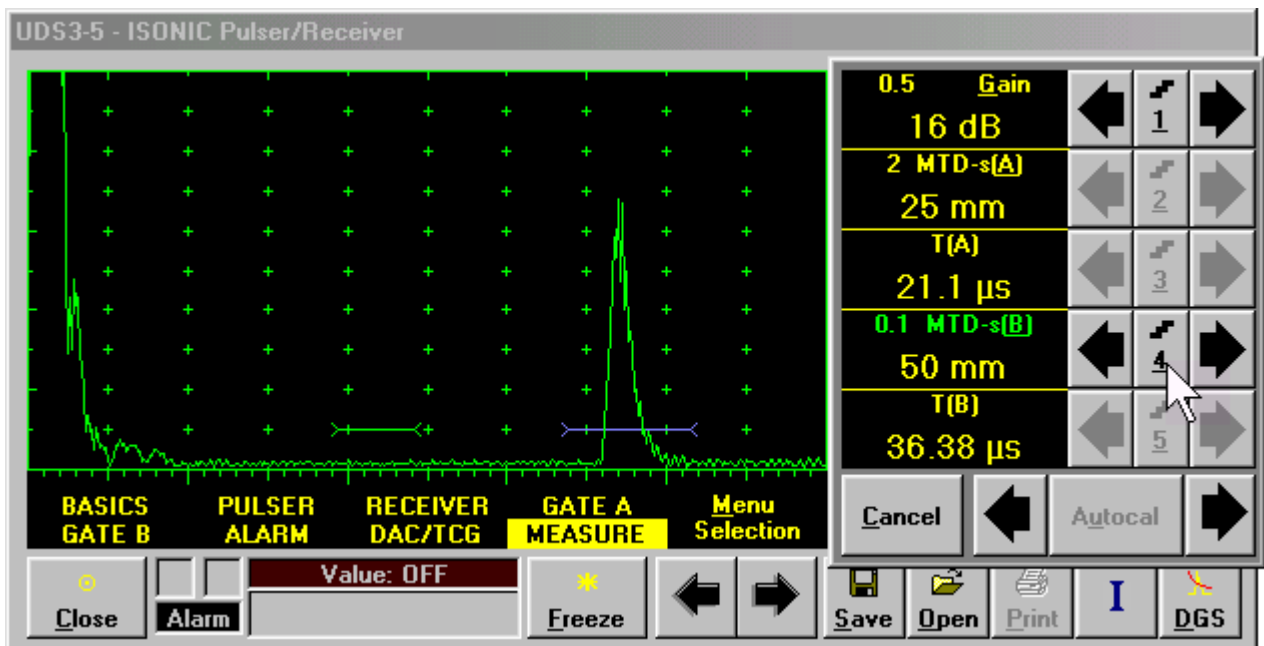 UDS3-5 - ISONIC Pulser/Receiver
0.5 Gain
16 dB
1
2 MTD-s(A)
25 mm
2
T(A)
21.1 µs
3
0.1 MTD-s(B)
50 mm
4
T(B)
36.38 µs
5
Cancel
Autocal
BASICS PULSER RECEIVER GATE A Menu
GATE B ALARM DAC/TCG MEASURE Selection
Close
Alarm
Value: OFF
Freeze
Save
Open
Print
I
DGS